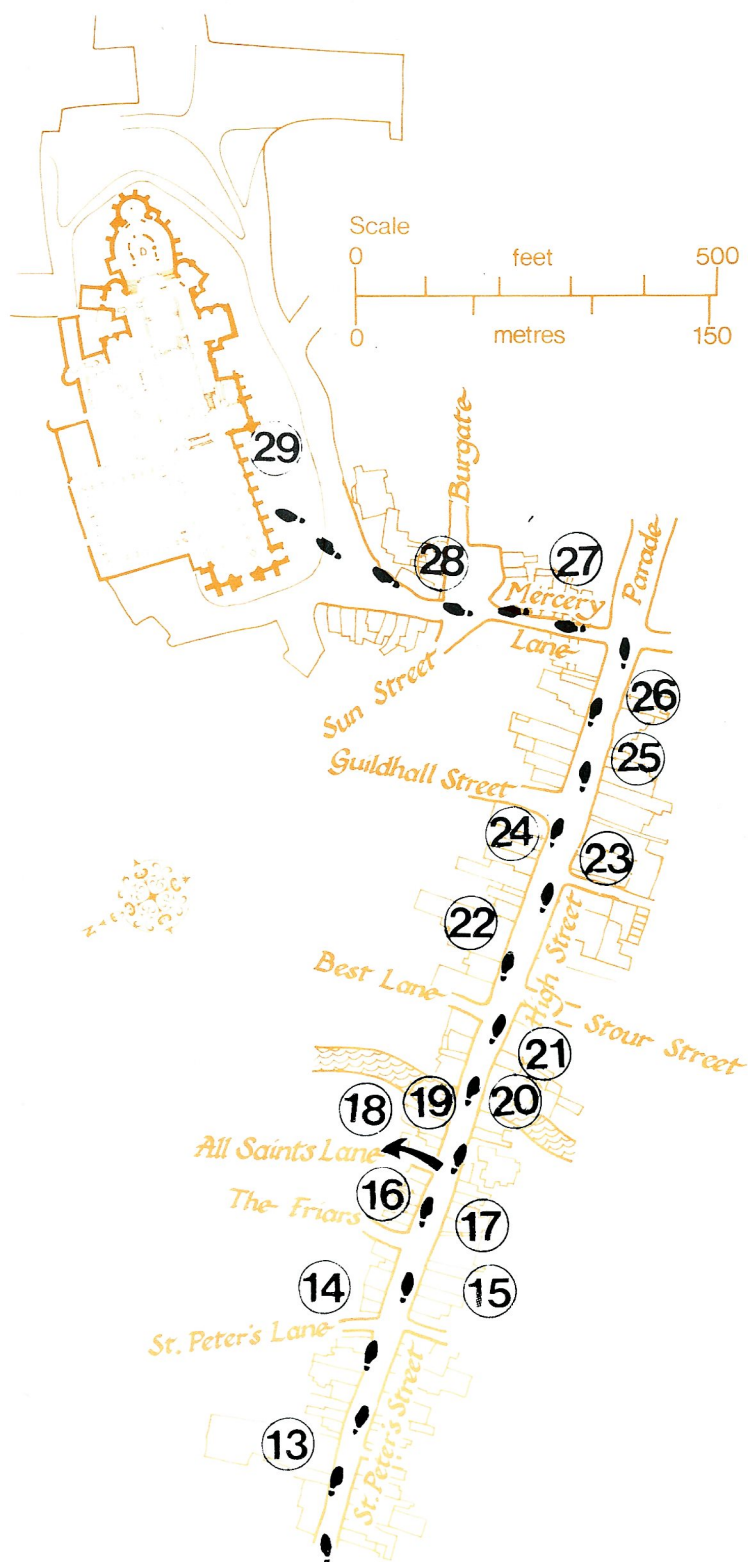 Scale
0 feet 500
0 metres 150
29
Burgate
28
27
Mercery
Lane
Parade
Sun Street
26
25
Guildhall Street
24
23
22
High Street
Best Lane
Stour Street
21
20
19
18
All Saint's Lane
16
The Friars
17
14
15
St. Peter's Lane
St. Peter's Street
13
N